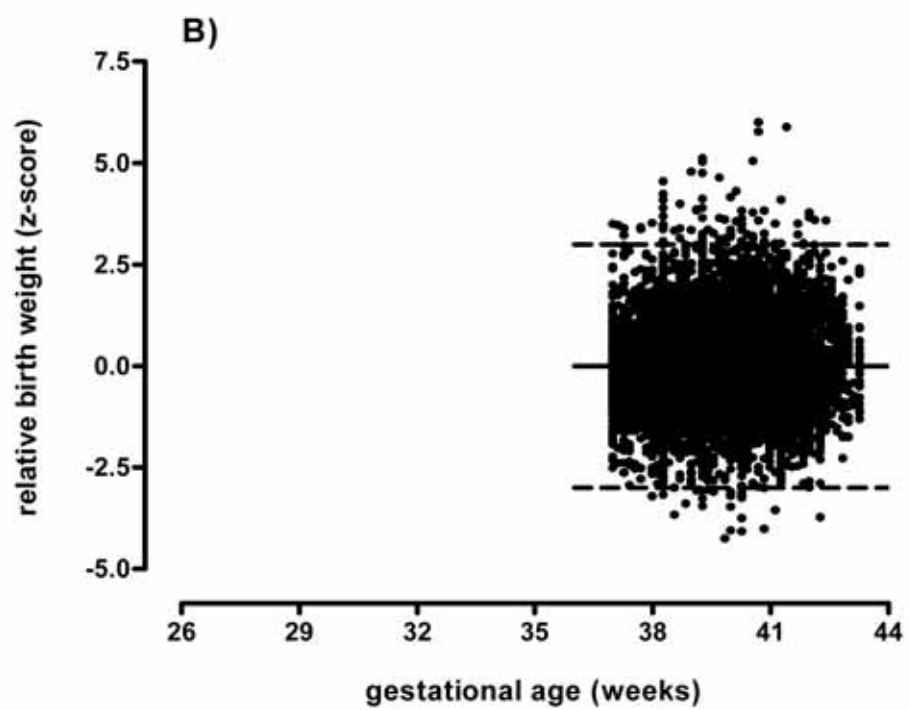 B)
7.5
5.0
2.5
0.0
-2.5
-5.0
relative birth weight (z-score)
26 29 32 35 38 41 44
gestational age (weeks)